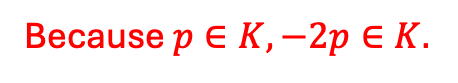 Because 𝑝 ∈ 𝐾, −2𝑝 ∈ 𝐾.